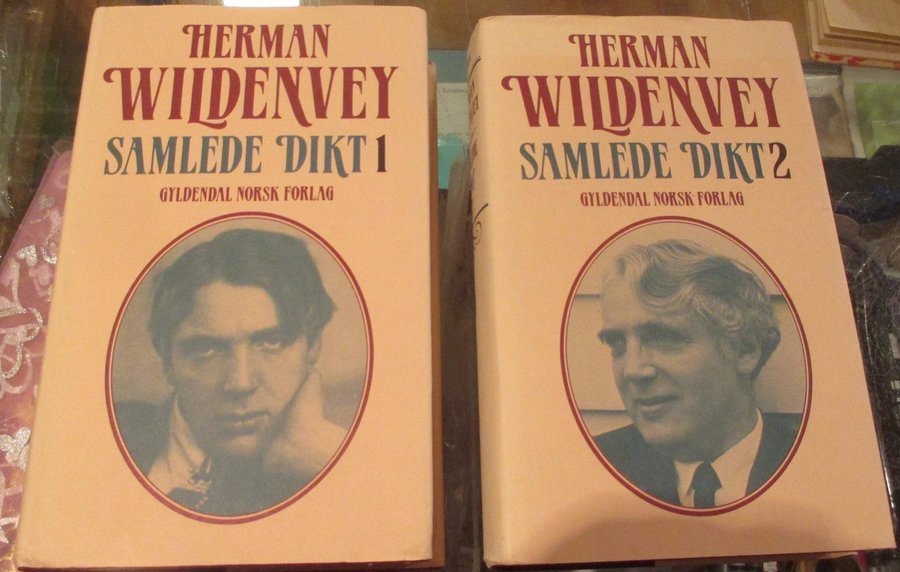 HERMAN
WILDENVEY
SAMLEDE DIKT 1
GYLDENDAL NORSK FORLAG
HERMAN
WILDENVEY
SAMLEDE DIKT 2
GYLDENDAL NORSK FORLAG